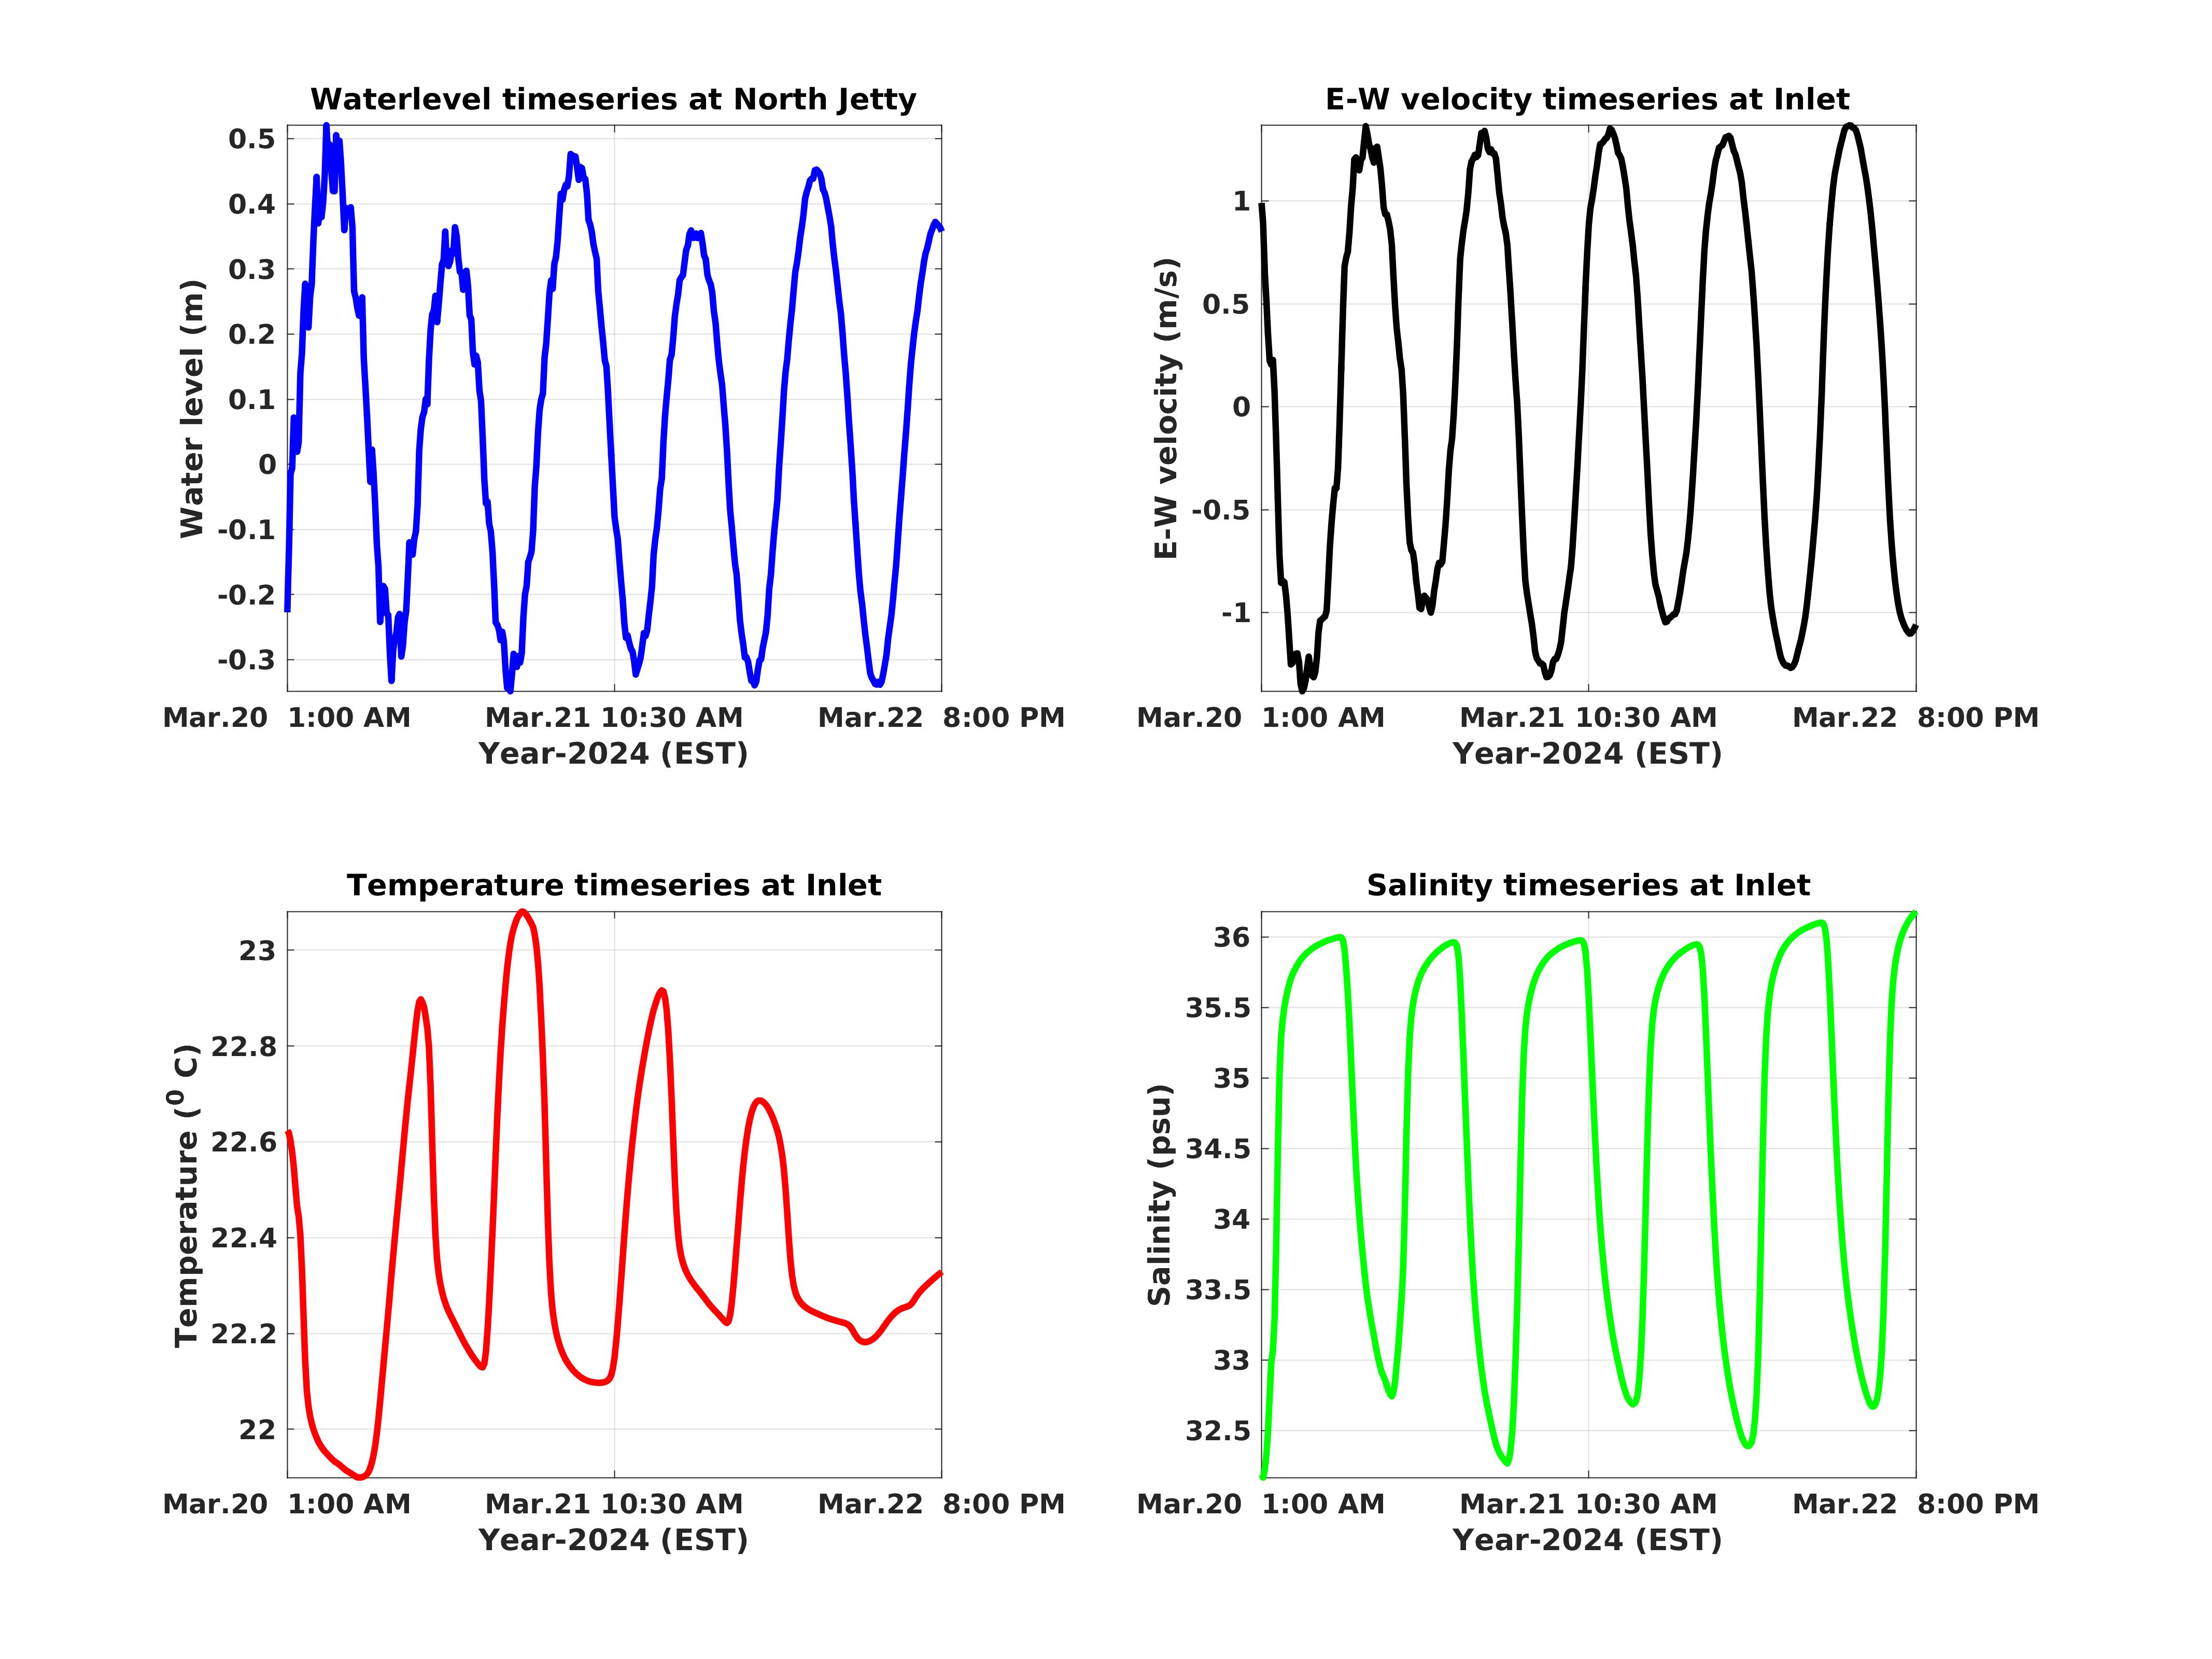 Waterlevel timeseries at North Jetty
0.5
0.4
0.3
0.2
0.1
0
-0.1
-0.2
-0.3
Water level (m)
Mar.20 1:00 AM Mar.21 10:30 AM Mar.22 8:00 PM
Year-2024 (EST)
E-W velocity timeseries at Inlet
1
0.5
0
-0.5
-1
E-W velocity (m/s)
Mar.20 1:00 AM Mar.21 10:30 AM Mar.22 8:00 PM
Year-2024 (EST)
Temperature timeseries at Inlet
23
22.8
22.6
22.4
22.2
22
Temperature (⁰ C)
Mar.20 1:00 AM Mar.21 10:30 AM Mar.22 8:00 PM
Year-2024 (EST)
Salinity timeseries at Inlet
36
35.5
35
34.5
34
33.5
33
32.5
Salinity (psu)
Mar.20 1:00 AM Mar.21 10:30 AM Mar.22 8:00 PM
Year-2024 (EST)